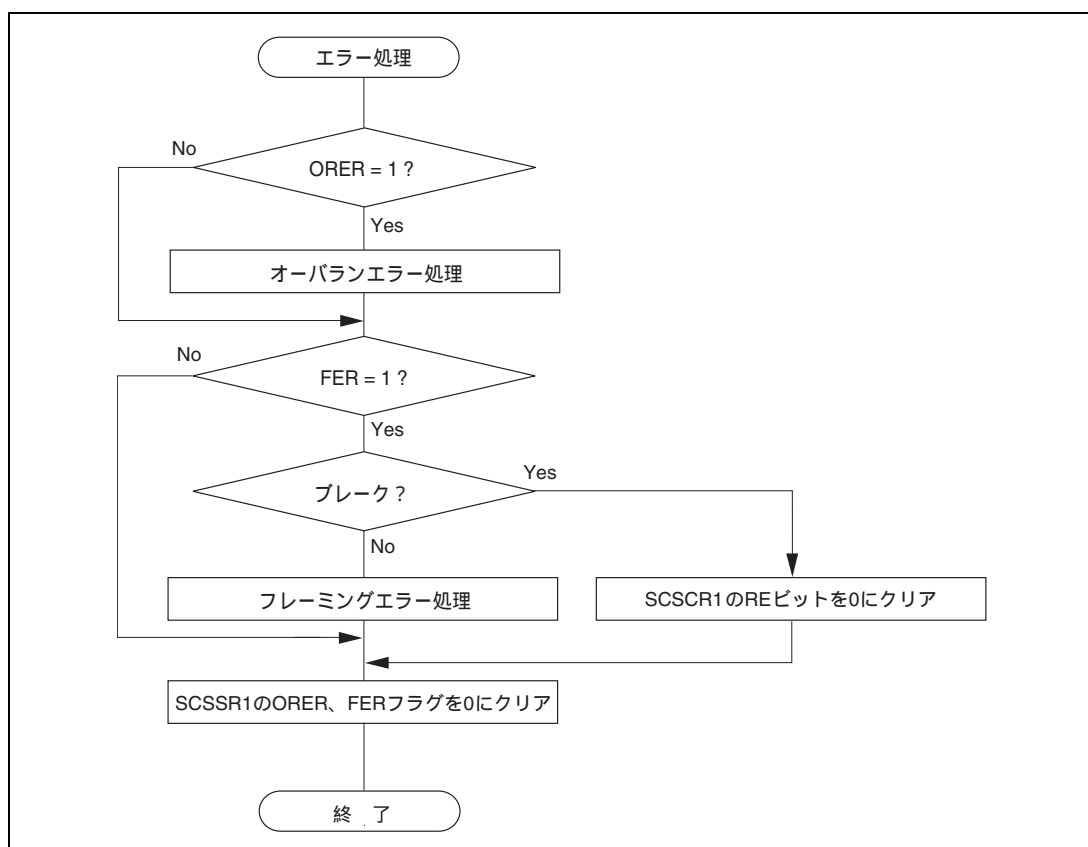 エラー処理
No
ORER = 1 ?
Yes
オーバランエラー処理
No
FER = 1 ?
Yes
ブレーク ?
Yes
No
フレーミングエラー処理
SCSCR1のREビットを0にクリア
SCSSR1のORER、FERフラグを0にクリア
終 了